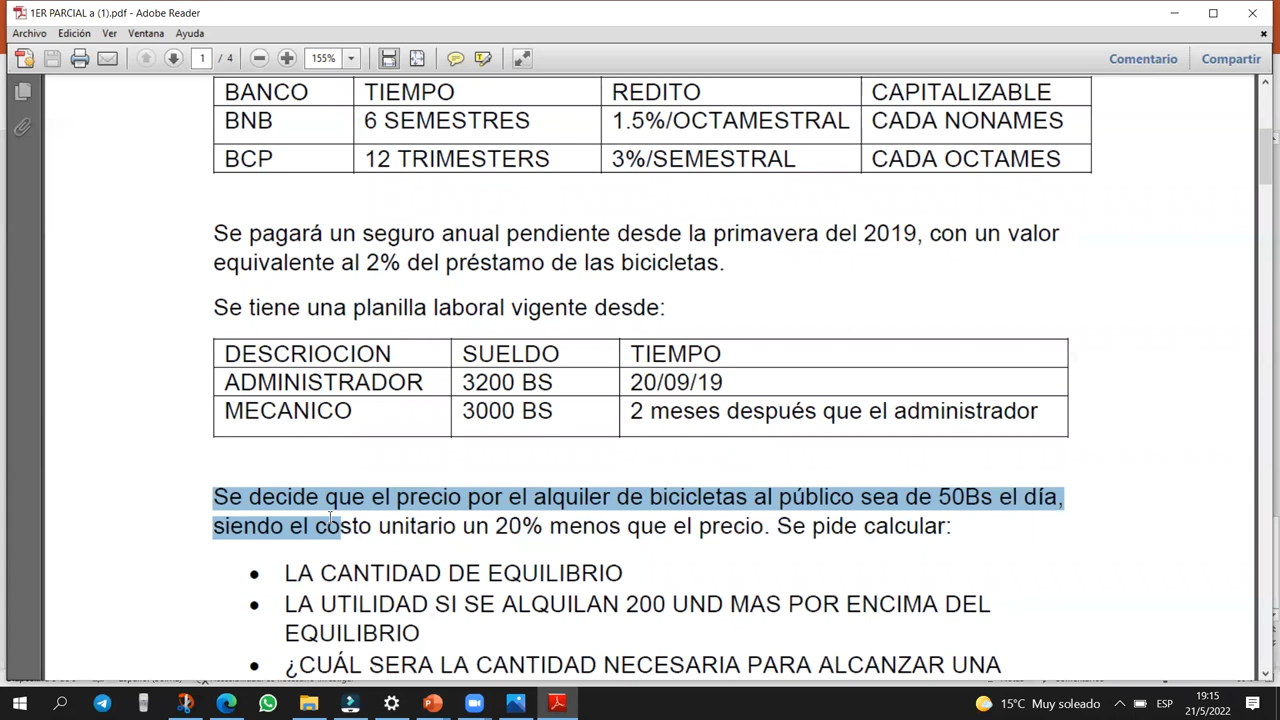 1ER PARCIAL a (1).pdf - Adobe Reader
Archivo Edición Ver Ventana Ayuda
1 / 4 155% Comentario Compartir
BANCO TIEMPO REDITO CAPITALIZABLE
BNB 6 SEMESTRES 1.5%/OCTAMESTRAL CADA NONAMES
BCP 12 TRIMESTERS 3%/SEMESTRAL CADA OCTAMES
Se pagará un seguro anual pendiente desde la primavera del 2019, con un valor
equivalente al 2% del préstamo de las bicicletas.
Se tiene una planilla laboral vigente desde:
DESCRIOCION SUELDO TIEMPO
ADMINISTRADOR 3200 BS 20/09/19
MECANICO 3000 BS 2 meses después que el administrador
Se decide que el precio por el alquiler de bicicletas al público sea de 50Bs el día,
siendo el costo unitario un 20% menos que el precio. Se pide calcular:
• LA CANTIDAD DE EQUILIBRIO
• LA UTILIDAD SI SE ALQUILAN 200 UND MAS POR ENCIMA DEL
EQUILIBRIO
• ¿CUÁL SERA LA CANTIDAD NECESARIA PARA ALCANZAR UNA
15°C Muy soleado ESP 19:15
21/5/2022